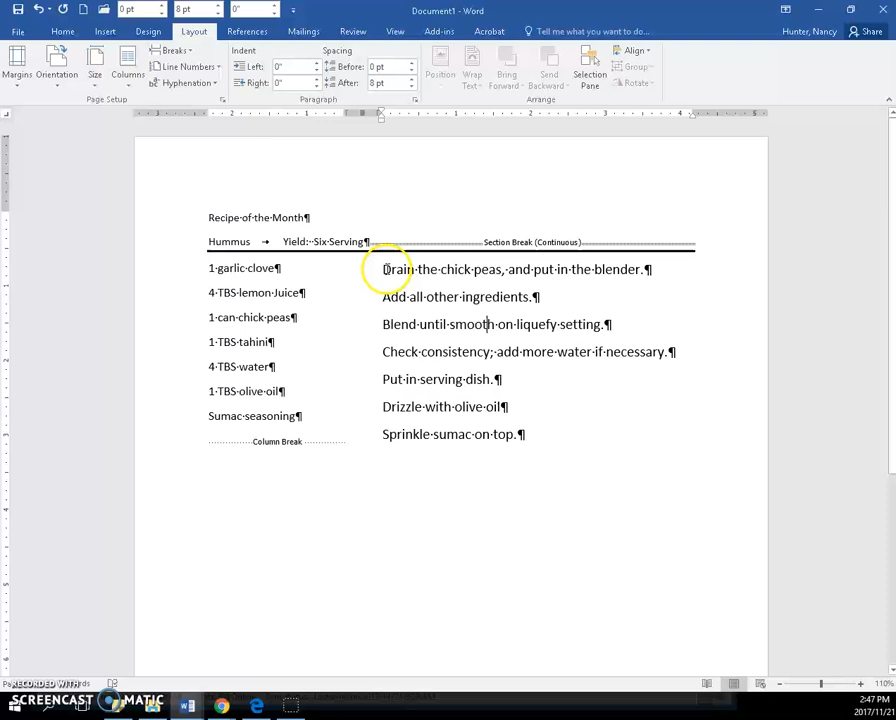 Document1 - Word
Hunter, Nancy
0 pt 8 pt 0"
File Home Insert Design Layout References Mailings Review View Add-ins Acrobat Tell me what you want to do... Share
Margins Orientation Size Columns
Breaks
Line Numbers
Hyphenation
Page Setup
Indent
Left: 0"
Right: 0"
Spacing
Before: 0 pt
After: 8 pt
Paragraph
Position Wrap Text Bring Forward Send Backward Selection Pane
Align
Group
Rotate
Arrange
Recipe·of·the·Month¶
Hummus → Yield:··Six·Serving¶ Section Break (Continuous)
1·garlic·clove¶
4·TBS·lemon·Juice¶
1·can·chick·peas¶
1·TBS·tahini¶
4·TBS·water¶
1·TBS·olive·oil¶
Sumac·seasoning¶
Column Break
Drain·the·chick·peas,·and·put·in·the·blender.¶
Add·all·other·ingredients.¶
Blend·until·smooth·on·liquefy·setting.¶
Check·consistency;·add·more·water·if·necessary.¶
Put·in·serving·dish.¶
Drizzle·with·olive·oil¶
Sprinkle·sumac·on·top.¶
110%
RECORDED WITH
SCREENCAST MATIC
2:47 PM
2017/11/21